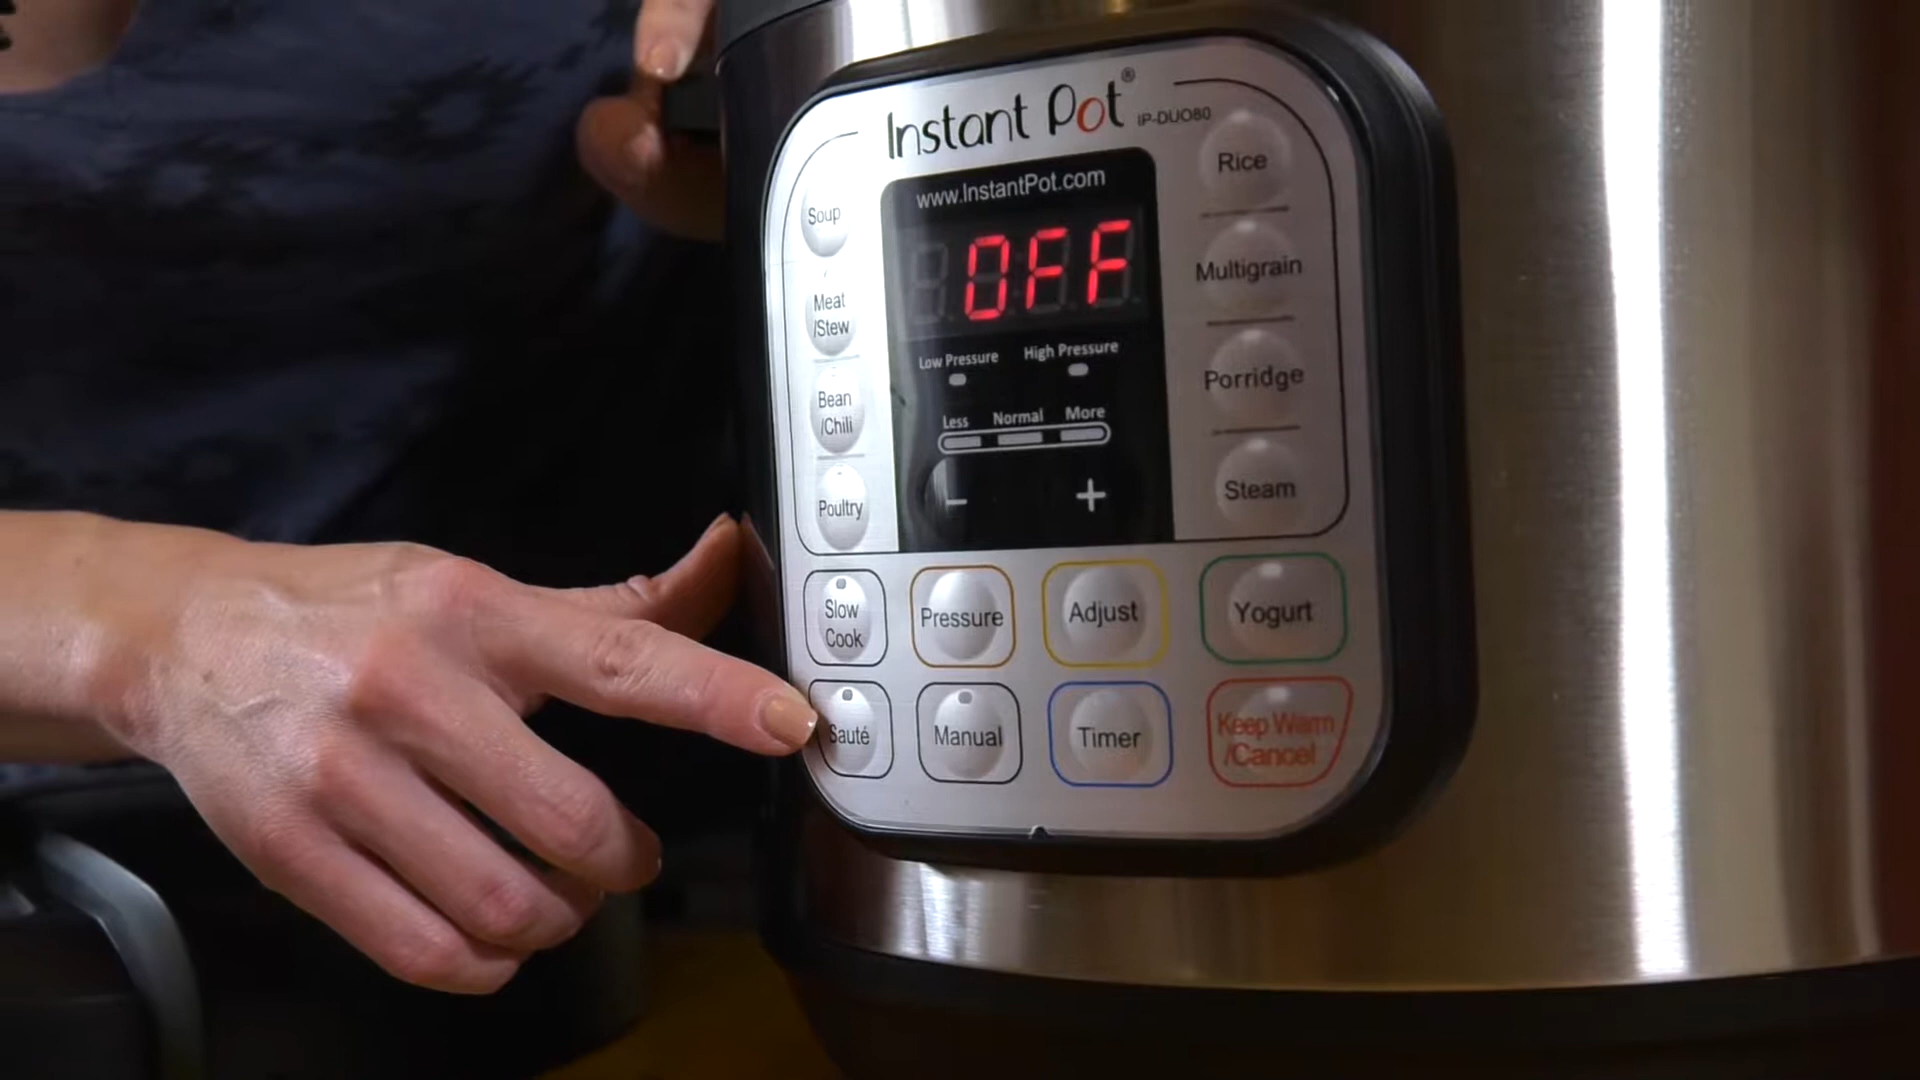 Instant Pot® IP-DUO80
www.InstantPot.com
OFF
Low Pressure High Pressure
Less Normal More
- +
Soup
Meat
/Stew
Bean
/Chili
Poultry
Rice
Multigrain
Porridge
Steam
Slow
Cook
Pressure
Adjust
Yogurt
Sauté
Manual
Timer
Keep Warm
/Cancel